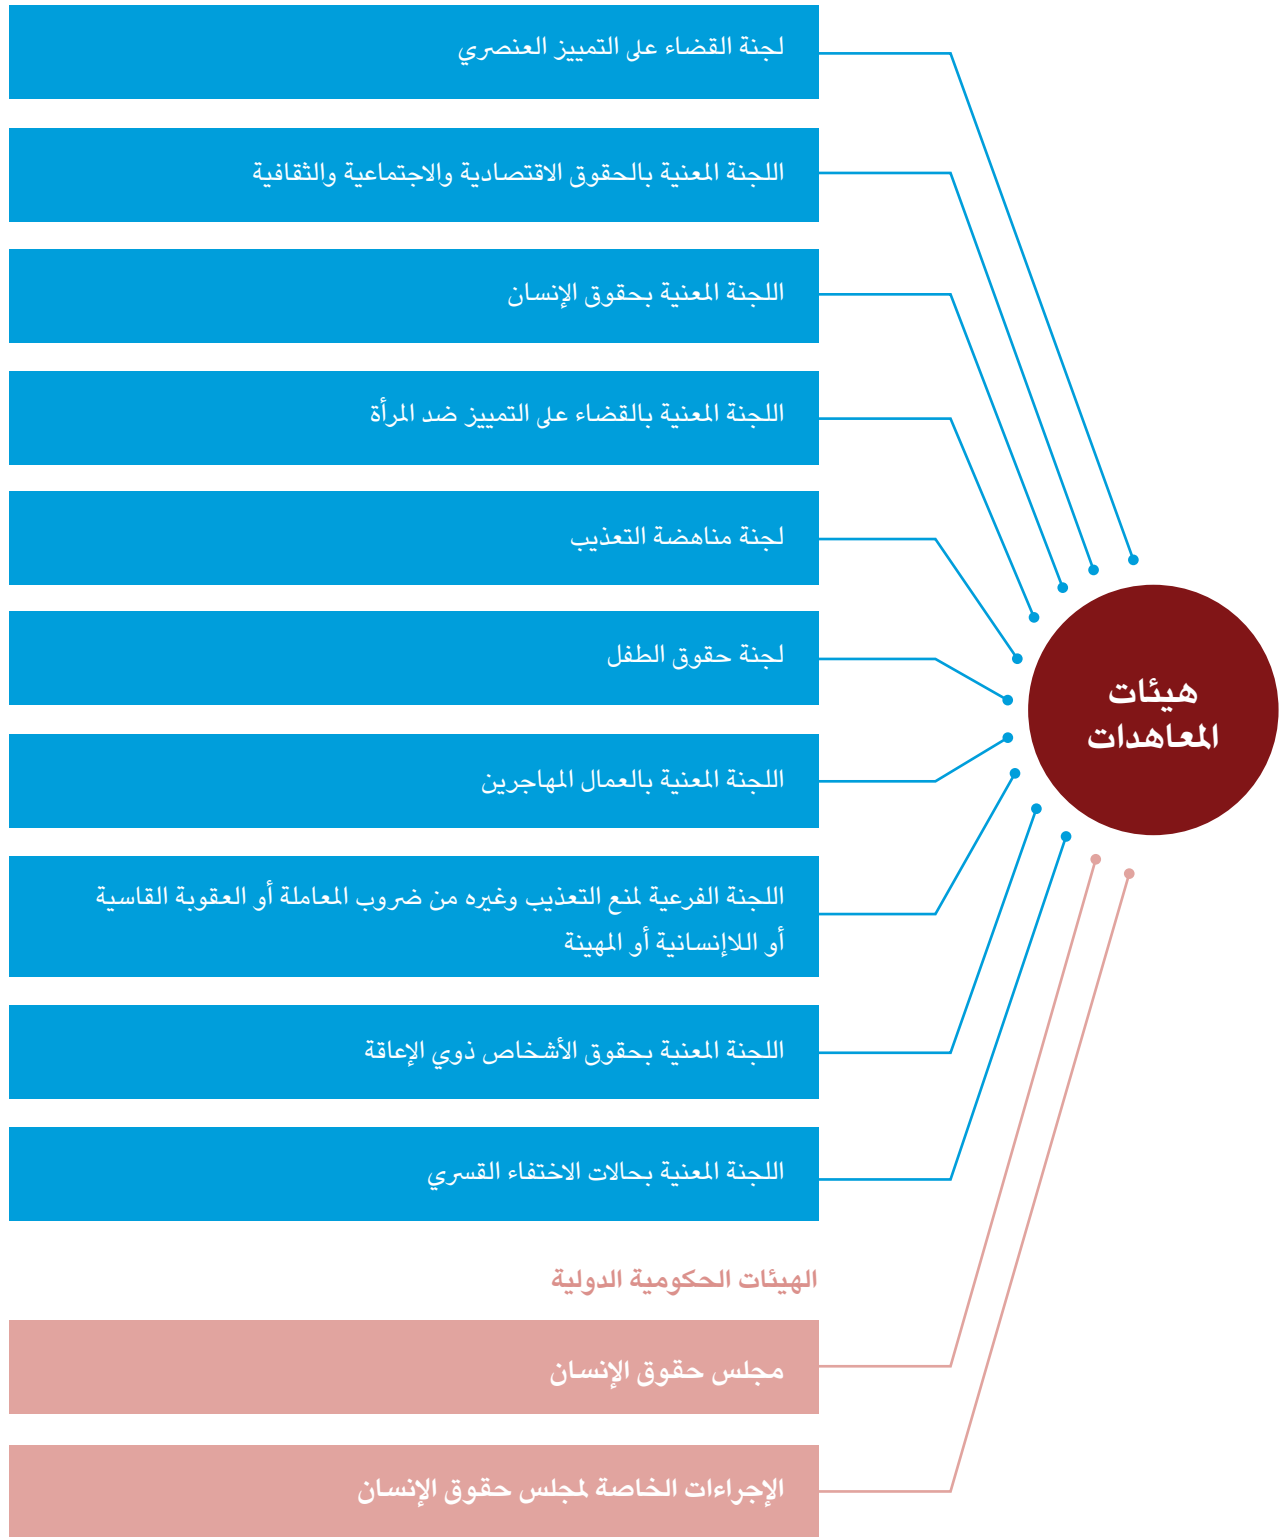 لجنة القضاء على التمييز العنصري
اللجنة المعنية بالحقوق الاقتصادية والاجتماعية والثقافية
اللجنة المعنية بحقوق الإنسان
اللجنة المعنية بالقضاء على التمييز ضد المرأة
لجنة مناهضة التعذيب
لجنة حقوق الطفل
هيئات
المعاهدات
اللجنة المعنية بالعمال المهاجرين
اللجنة الفرعية لمنع التعذيب وغيره من ضروب المعاملة أو العقوبة القاسية
أو اللاإنسانية أو المهينة
اللجنة المعنية بحقوق الأشخاص ذوي الإعاقة
اللجنة المعنية بحالات الاختفاء القسري
الهيئات الحكومية الدولية
مجلس حقوق الإنسان
الإجراءات الخاصة لمجلس حقوق الإنسان